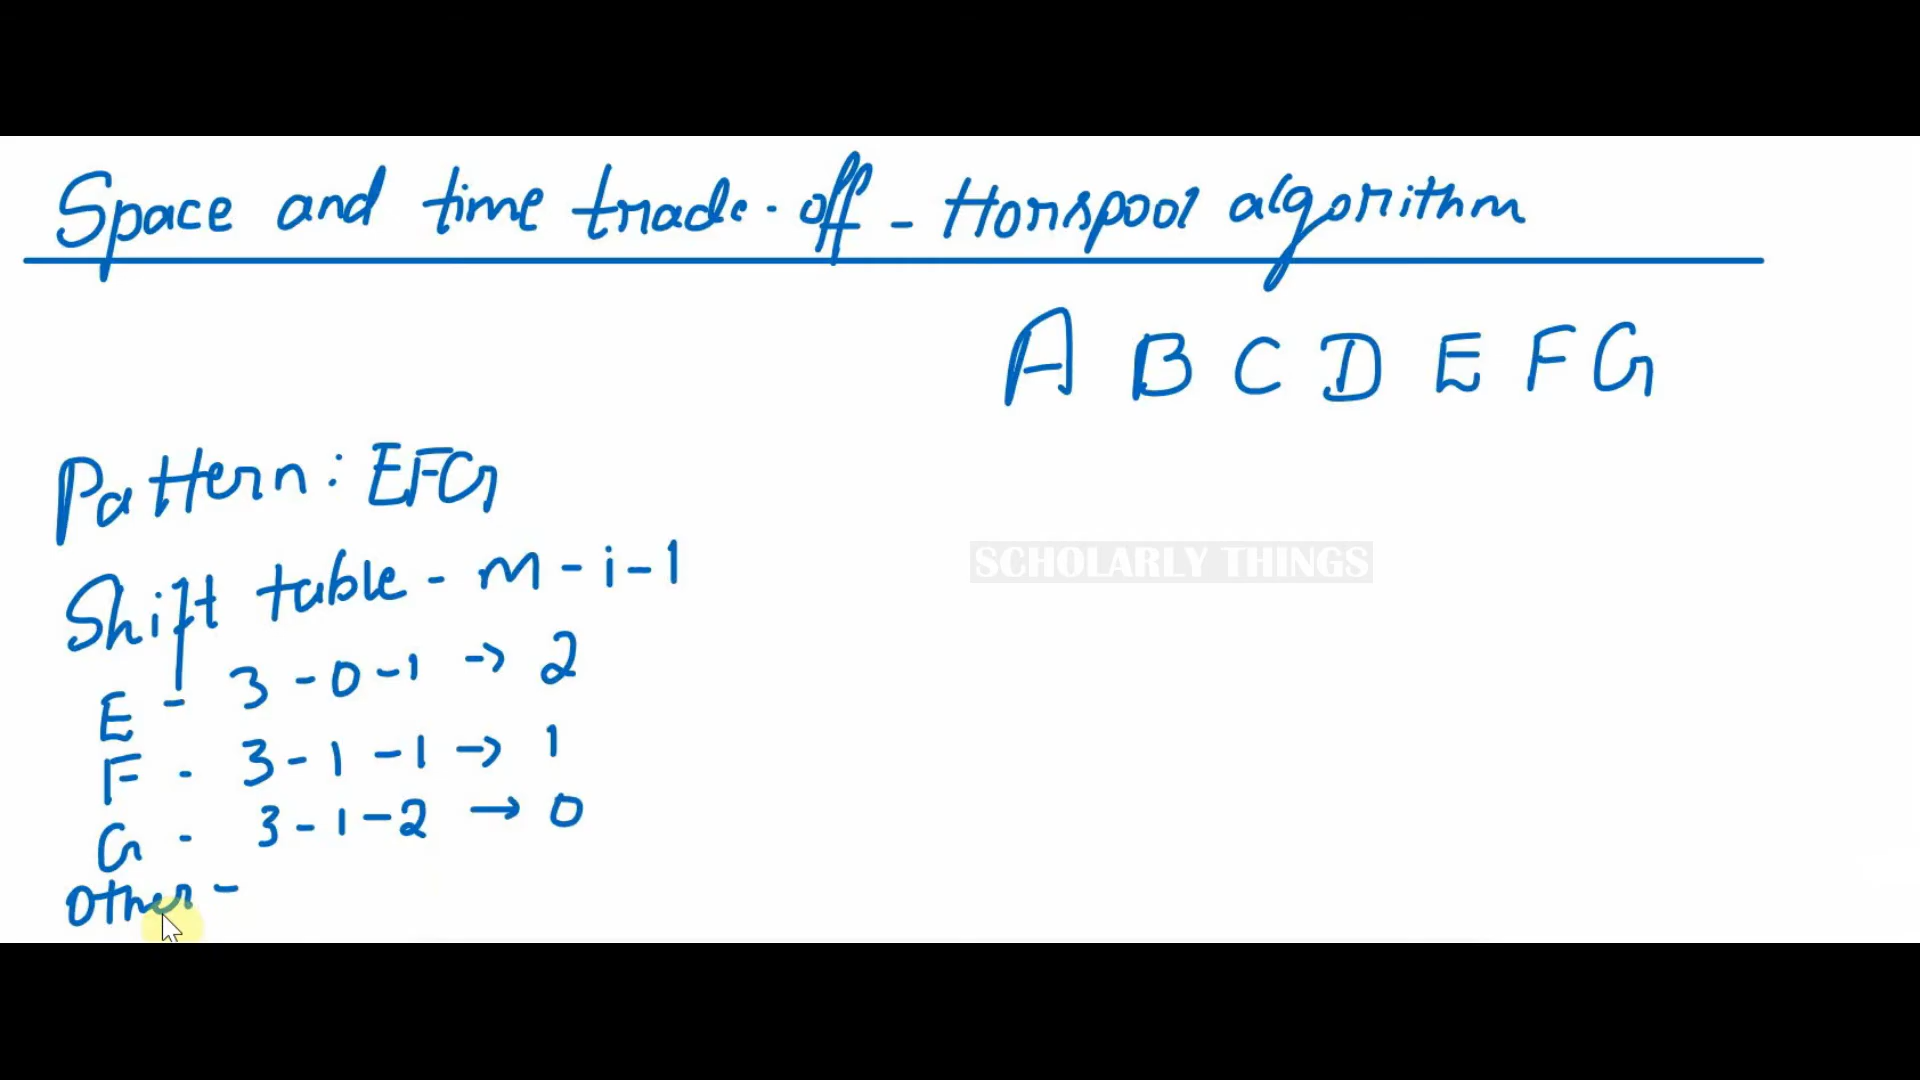 Space and time trade-off - Horspool algorithm
A B C D E F G
Pattern: EFG
SCHOLARLY THINGS
Shift table - m-i-1
E - 3-0-1 → 2
F - 3-1-1 → 1
G - 3-1-2 → 0
Other -